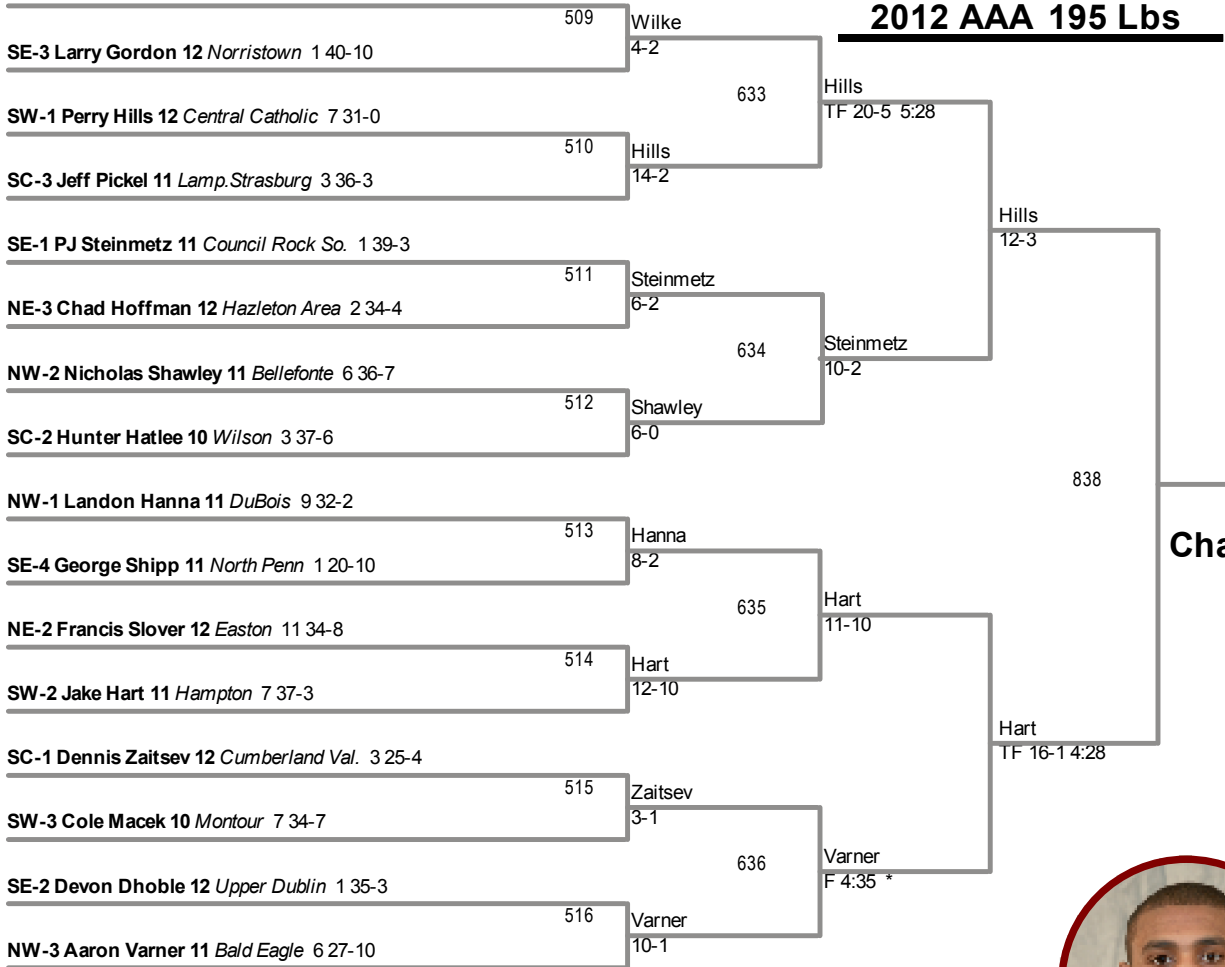 2012 AAA 195 Lbs
509
Wilke
4-2
SE-3 Larry Gordon 12 Norristown 1 40-10
633
Hills
TF 20-5 5:28
SW-1 Perry Hills 12 Central Catholic 7 31-0
510
Hills
14-2
SC-3 Jeff Pickel 11 Lamp.Strasburg 3 36-3
Hills
12-3
SE-1 PJ Steinmetz 11 Council Rock So. 1 39-3
511
Steinmetz
6-2
NE-3 Chad Hoffman 12 Hazleton Area 2 34-4
634
Steinmetz
10-2
NW-2 Nicholas Shawley 11 Bellefonte 6 36-7
512
Shawley
6-0
SC-2 Hunter Hatlee 10 Wilson 3 37-6
838
NW-1 Landon Hanna 11 DuBois 9 32-2
513
Hanna
8-2
Cha
SE-4 George Shipp 11 North Penn 1 20-10
635
Hart
11-10
NE-2 Francis Slover 12 Easton 11 34-8
514
Hart
12-10
SW-2 Jake Hart 11 Hampton 7 37-3
Hart
TF 16-1 4:28
SC-1 Dennis Zaitsev 12 Cumberland Val. 3 25-4
515
Zaitsev
3-1
SW-3 Cole Macek 10 Montour 7 34-7
636
Varner
F 4:35 *
SE-2 Devon Dhoble 12 Upper Dublin 1 35-3
516
Varner
10-1
NW-3 Aaron Varner 11 Bald Eagle 6 27-10